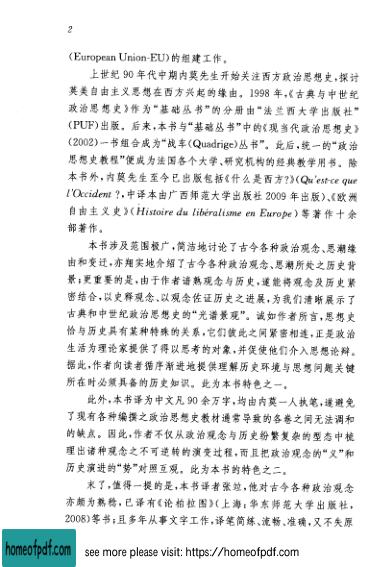 2
(European Union-EU)的组建工作。
上世纪 90 年代中期内莫先生开始关注西方政治思想史,探讨
英美自由主义思想在西方兴起的缘由。1998 年,《古典与中世纪
政治思想史》作为“基础丛书”的分册由“法兰西大学出版社”
(PUF)出版。后来,本书与“基础丛书”中的《现当代政治思想史》
(2002)一书组合成为“战车(Quadrige)丛书”。此后,统一的“政治
思想史教程”便成为法国各个大学、研究机构的经典教学用书。除
本书外,内莫先生至今已出版包括《什么是西方?》(Qu'est-ce que
l'Occident ?,中译本由广西师范大学出版社 2009 年出版)、《欧洲
自由主义史》(Histoire du libéralisme en Europe)等著作十余
部著作。
本书涉及范围极广,简洁地讨论了古今各种政治观念、思潮缘
由和变迁,亦翔实地介绍了古今各种政治观念、思潮所处之历史背
景;更重要的是,由于作者谙熟观念与历史,遂能将观念及历史紧
密结合,以史释观念、以观念佐证历史之进展,为我们清晰展示了
古典和中世纪政治思想史的“光谱景观”。诚如作者所言,思想史
恰与历史具有某种特殊的关系,它们彼此之间紧密相连,正是政治
生活为理论家提供了得以思考的对象,并促使他们介入思想论辩。
据此,作者向读者循序渐进地提供理解历史环境与思想问题关键
所在时必须具备的历史知识。此为本书特色之一。
此外,本书译为中文凡 90 余万字,均由内莫一人执笔,遂避免
了现有各种编撰之政治思想史教材通常导致的各卷之间无法调和
的缺点。因此,作者不仅从政治观念与历史纷繁复杂的型态中梳
理出诸种观念之不可逆转的演变过程,而且把政治观念的“义”和
历史演进的“势”对照互观。此为本书的特色之二。
末了,值得一提的是,本书译者张竝,他对古今各种政治观念
亦颇为熟稔,已译有《论柏拉图》(上海:华东师范大学出版社,
2008)等书;且多年从事文字工作,译笔简练、流畅、准确,又不失原
homeofpdf.com
see more please visit: https://homeofpdf.com